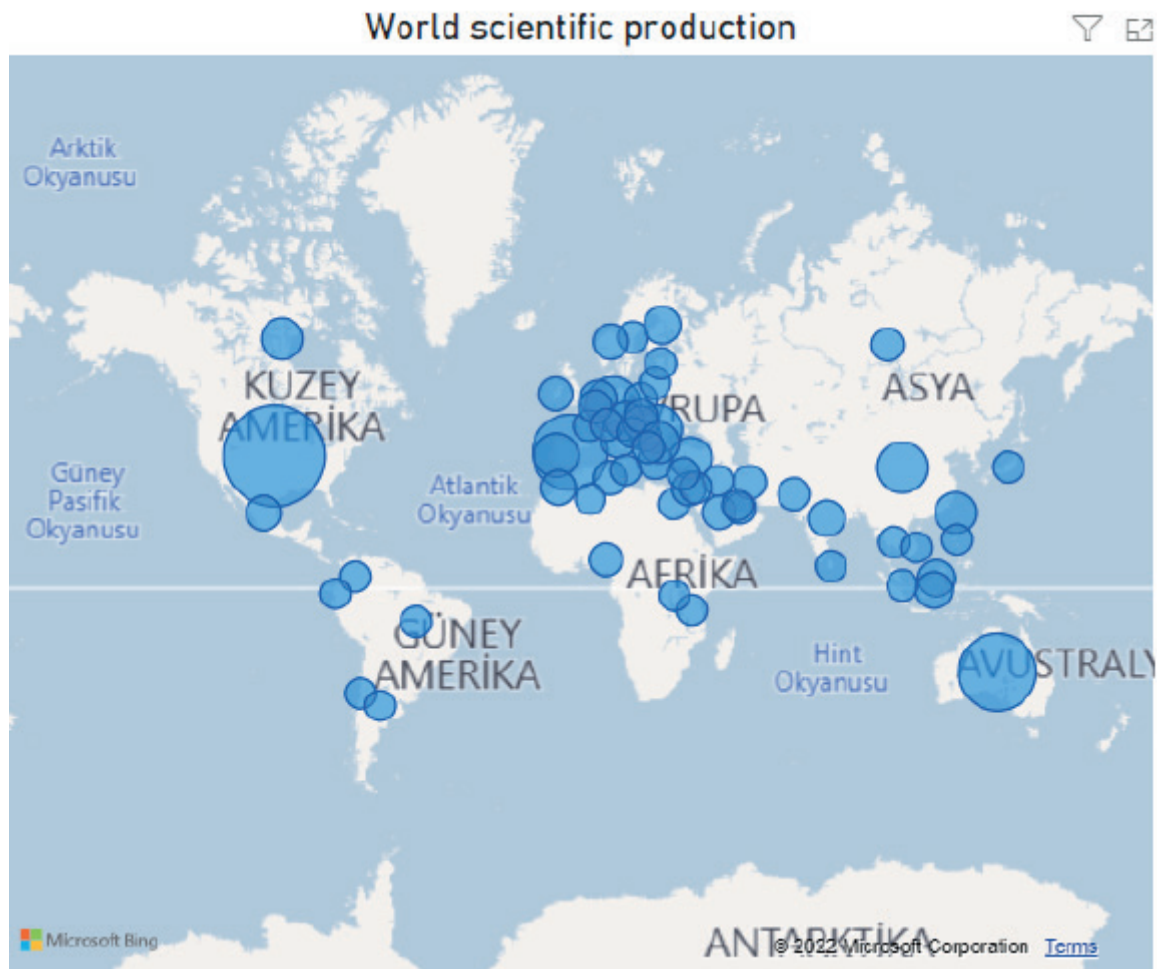 World scientific production
Arktik
Okyanusu
KUZEY
AMERİKA
ASYA
VRUPA
Güney
Pasifik
Okyanusu
Atlantik
Okyanusu
AFRİKA
GÜNEY
AMERİKA
Hint
Okyanusu
AVUSTRALY
ANTARKTİKA
Microsoft Bing
© 2022 Microsoft Corporation Terms